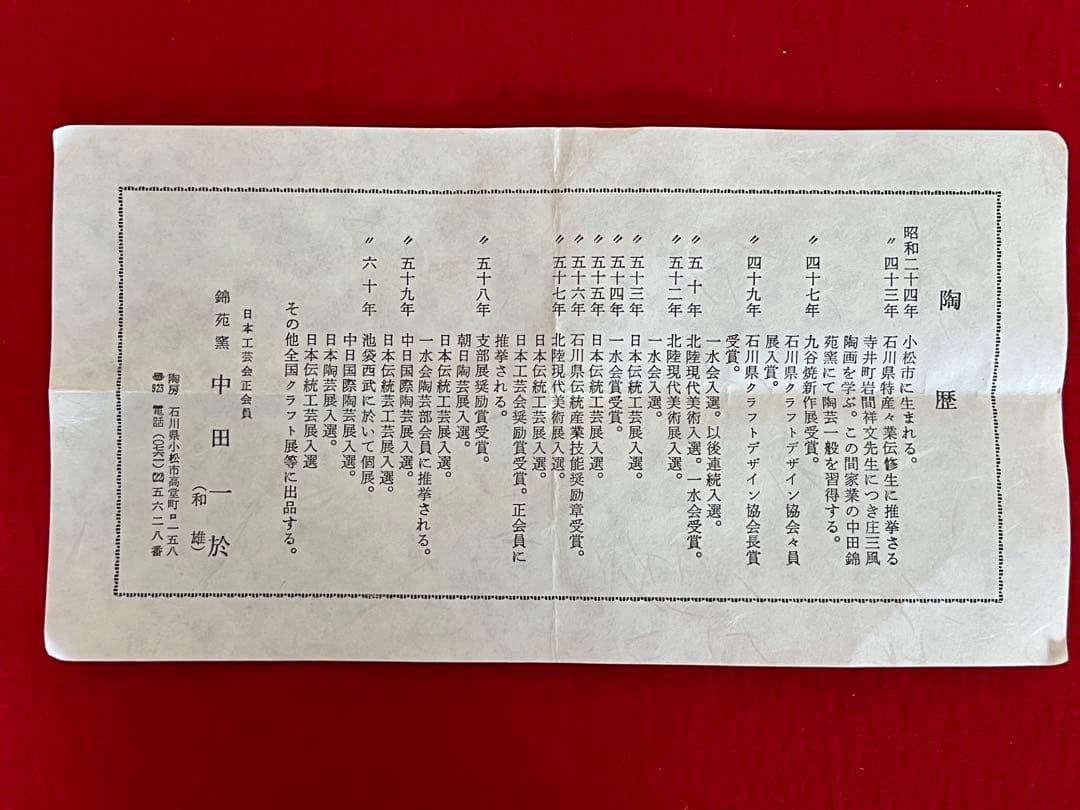 陶歴
昭和二十四年 小松市に生まれる。
〃 四十三年 石川県特産々業伝修生に推挙さる
寺井町岩間祥文先生につき庄三風
陶画を学ぶ。この間家業の中田錦
苑窯にて陶芸一般を習得する。
〃 四十七年 九谷焼新作展受賞。
石川県クラフトデザイン協会々員
展入賞。
〃 四十九年 石川県クラフトデザイン協会長賞
受賞。
一水会入選。以後連続入選。
〃 五十年 北陸現代美術入選。一水会受賞。
〃 五十二年 北陸現代美術展入選。
一水会入選。
〃 五十三年 日本伝統工芸展入選。
〃 五十四年 一水会賞受賞。
〃 五十五年 日本伝統工芸展入選。
〃 五十六年 石川県伝統産業技能奨励章受賞。
〃 五十七年 北陸現代美術展入選。
日本伝統工芸展入選。
日本工芸会奨励賞受賞。正会員に
推挙される。
〃 五十八年 支部展奨励賞受賞。
朝日陶芸展入選。
日本伝統工芸展入選。
一水会陶芸部会員に推挙される。
〃 五十九年 中日国際陶芸展入選。
日本伝統工芸展入選。
〃 六十年 池袋西武に於いて個展。
中日国際陶芸展入選。
日本陶芸展入選。
日本伝統工芸展入選
その他全国クラフト展等に出品する。
日本工芸会正会員
錦苑窯 中田一於
(和雄)
陶房 石川県小松市高堂町ロ一五八
〠923 電話(〇七六一)㉒五六二八番